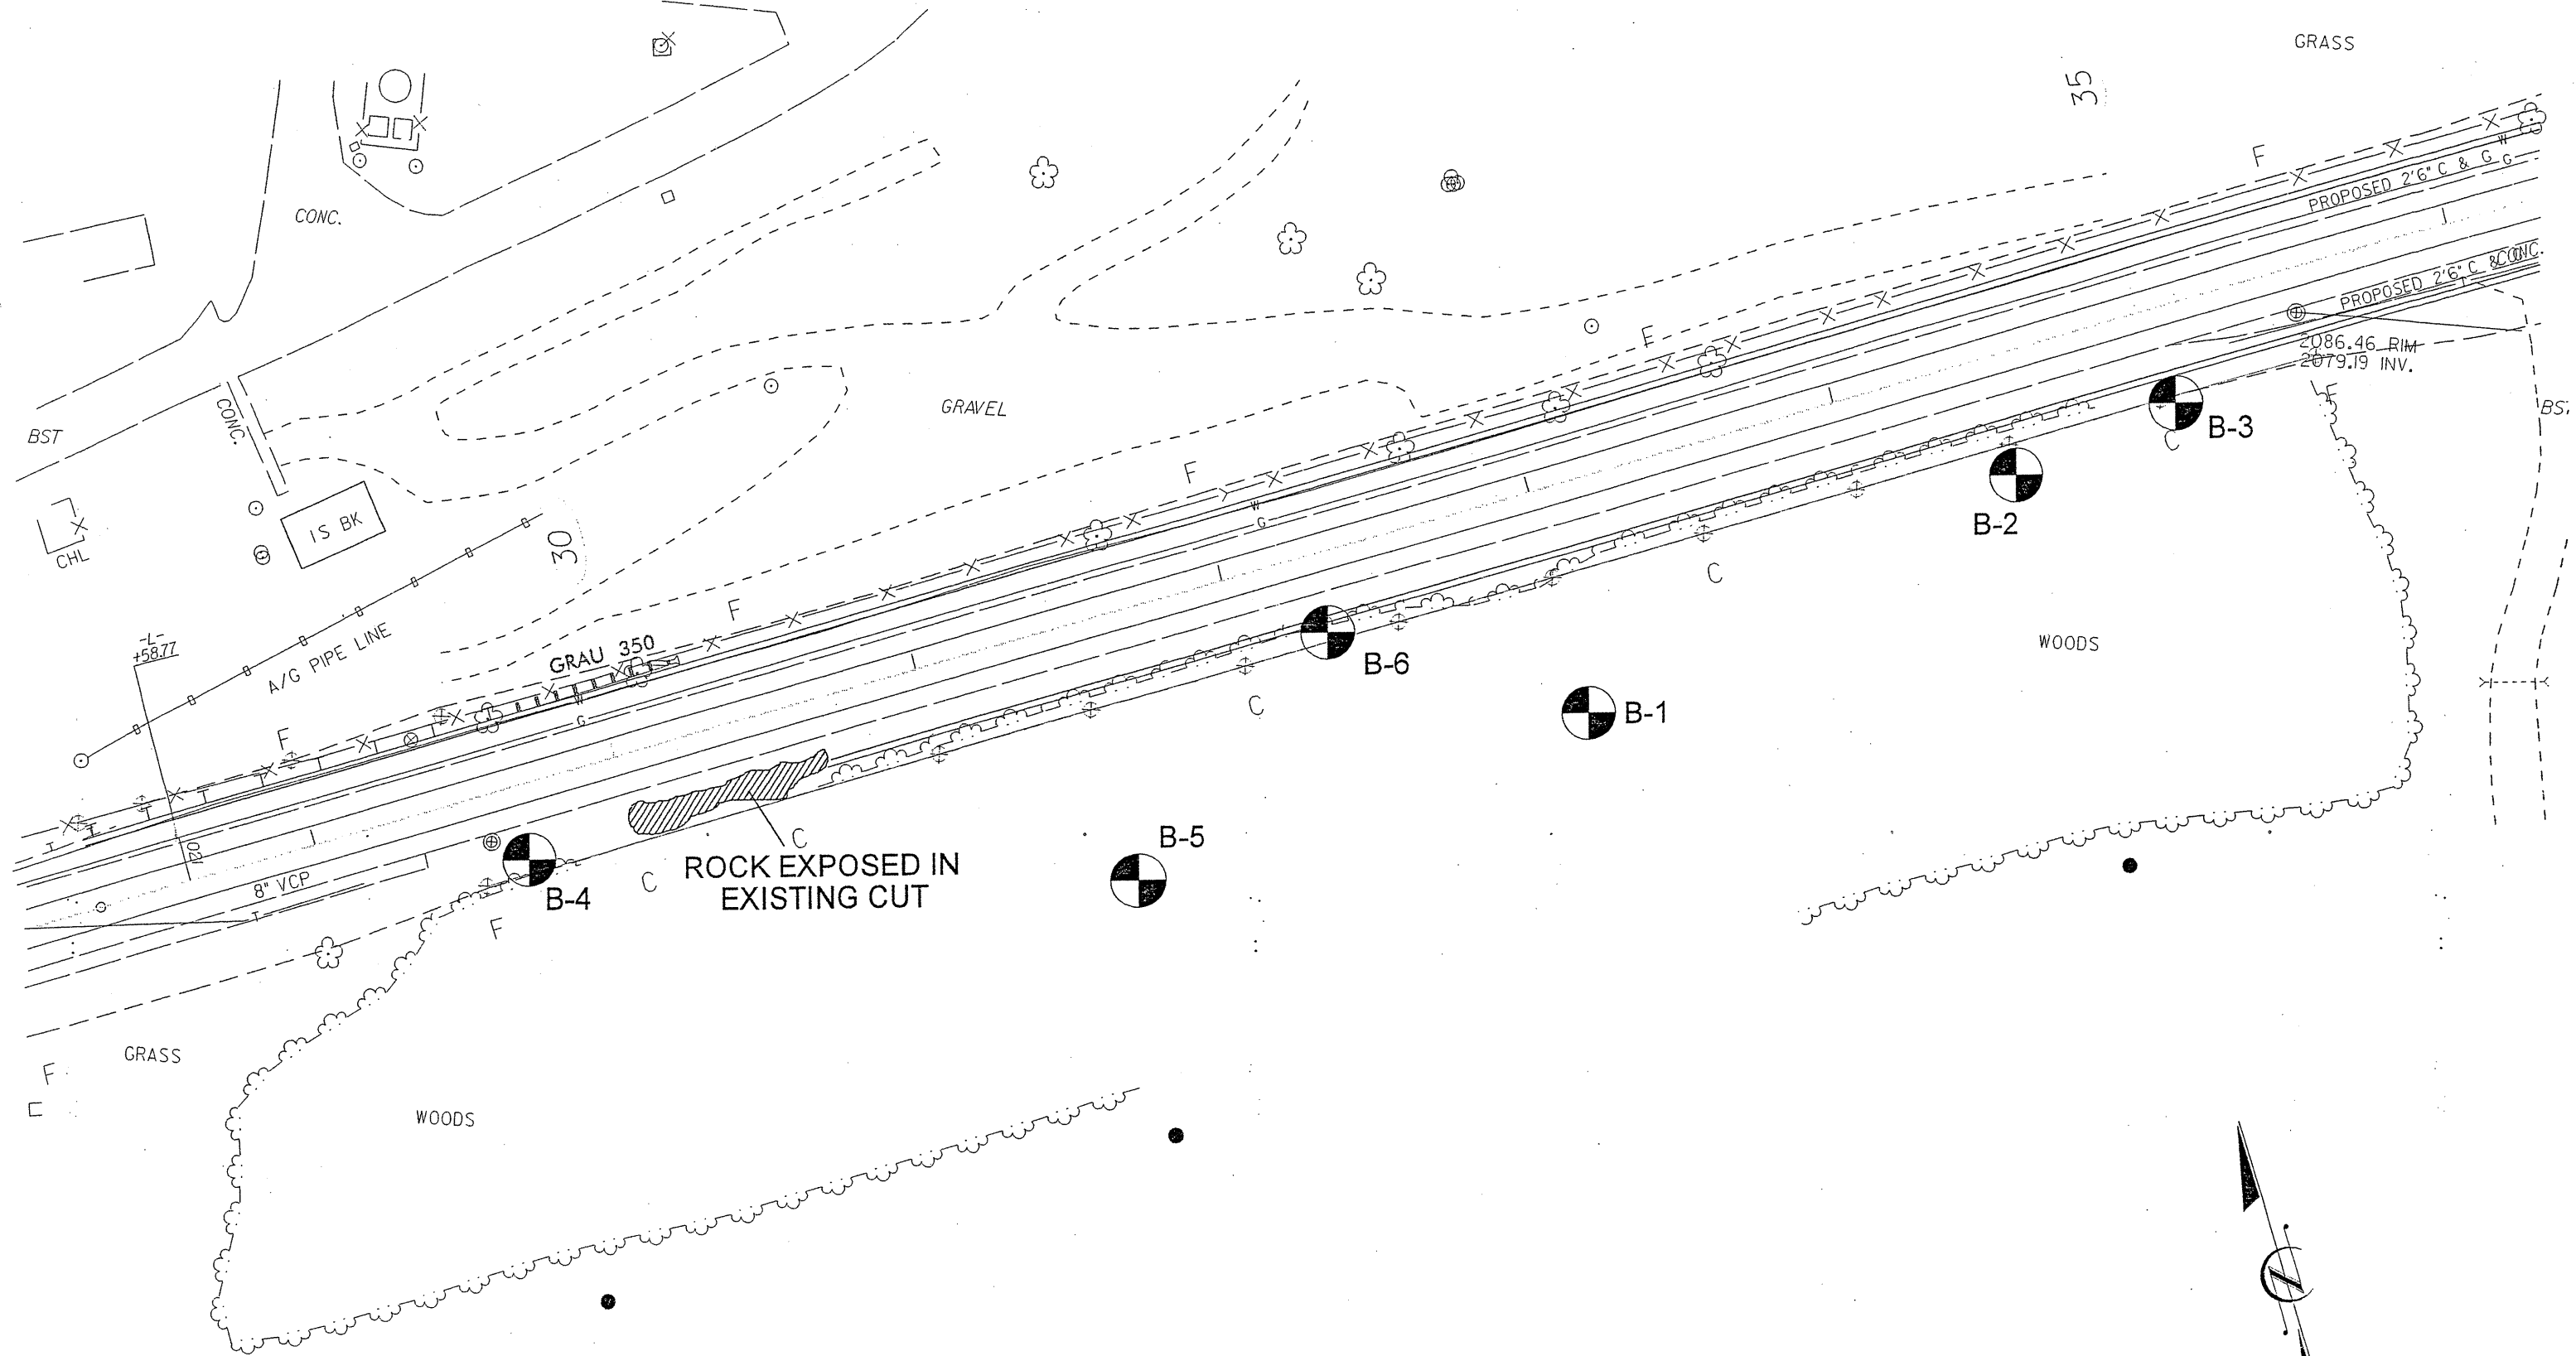 GRASS
35
F
PROPOSED 2'6" C & G
W
G
CONC.
PROPOSED 2'6" C & CONC.
2086.46 RIM
2079.19 INV.
F
F
B-3
C
BST
CONC.
GRAVEL
F
W
G
B-2
C
1S BK
CHL
30
-L-
+58.77
A/G PIPE LINE
GRAU 350
F
B-6
C
B-1
WOODS
F
W
G
B-5
C
ROCK EXPOSED IN
EXISTING CUT
C
B-4
8" VCP
F
GRASS
F
WOODS